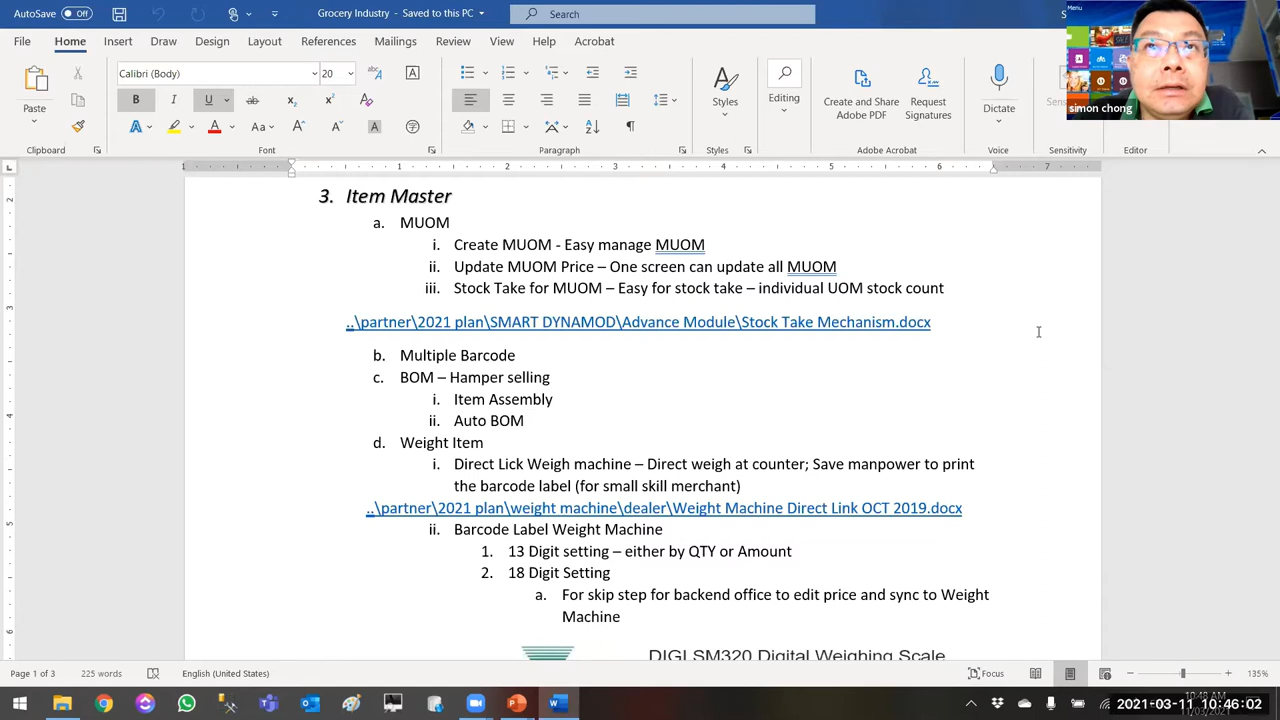 AutoSave Off
Grocery Industry - Saved to this PC
Search
Menu
simon chong
File Home Insert Draw Design Layout References Mailings Review View Help Acrobat
Paste
Calibri (Body)
20
Styles
Editing
Create and Share Adobe PDF
Request Signatures
Dictate
Clipboard Font Paragraph Styles Adobe Acrobat Voice Editor
3. Item Master
a. MUOM
i. Create MUOM - Easy manage MUOM
ii. Update MUOM Price – One screen can update all MUOM
iii. Stock Take for MUOM – Easy for stock take – individual UOM stock count
..\partner\2021 plan\SMART DYNAMOD\Advance Module\Stock Take Mechanism.docx
b. Multiple Barcode
c. BOM – Hamper selling
i. Item Assembly
ii. Auto BOM
d. Weight Item
i. Direct Lick Weigh machine – Direct weigh at counter; Save manpower to print
the barcode label (for small skill merchant)
..\partner\2021 plan\weight machine\dealer\Weight Machine Direct Link OCT 2019.docx
ii. Barcode Label Weight Machine
1. 13 Digit setting – either by QTY or Amount
2. 18 Digit Setting
a. For skip step for backend office to edit price and sync to Weight
Machine
DIGI SM320 Digital Weighing Scale
Page 1 of 3 225 words English (United States) Focus 135%
10:48 AM
11/03/2021
2021-03-11 10:46:02